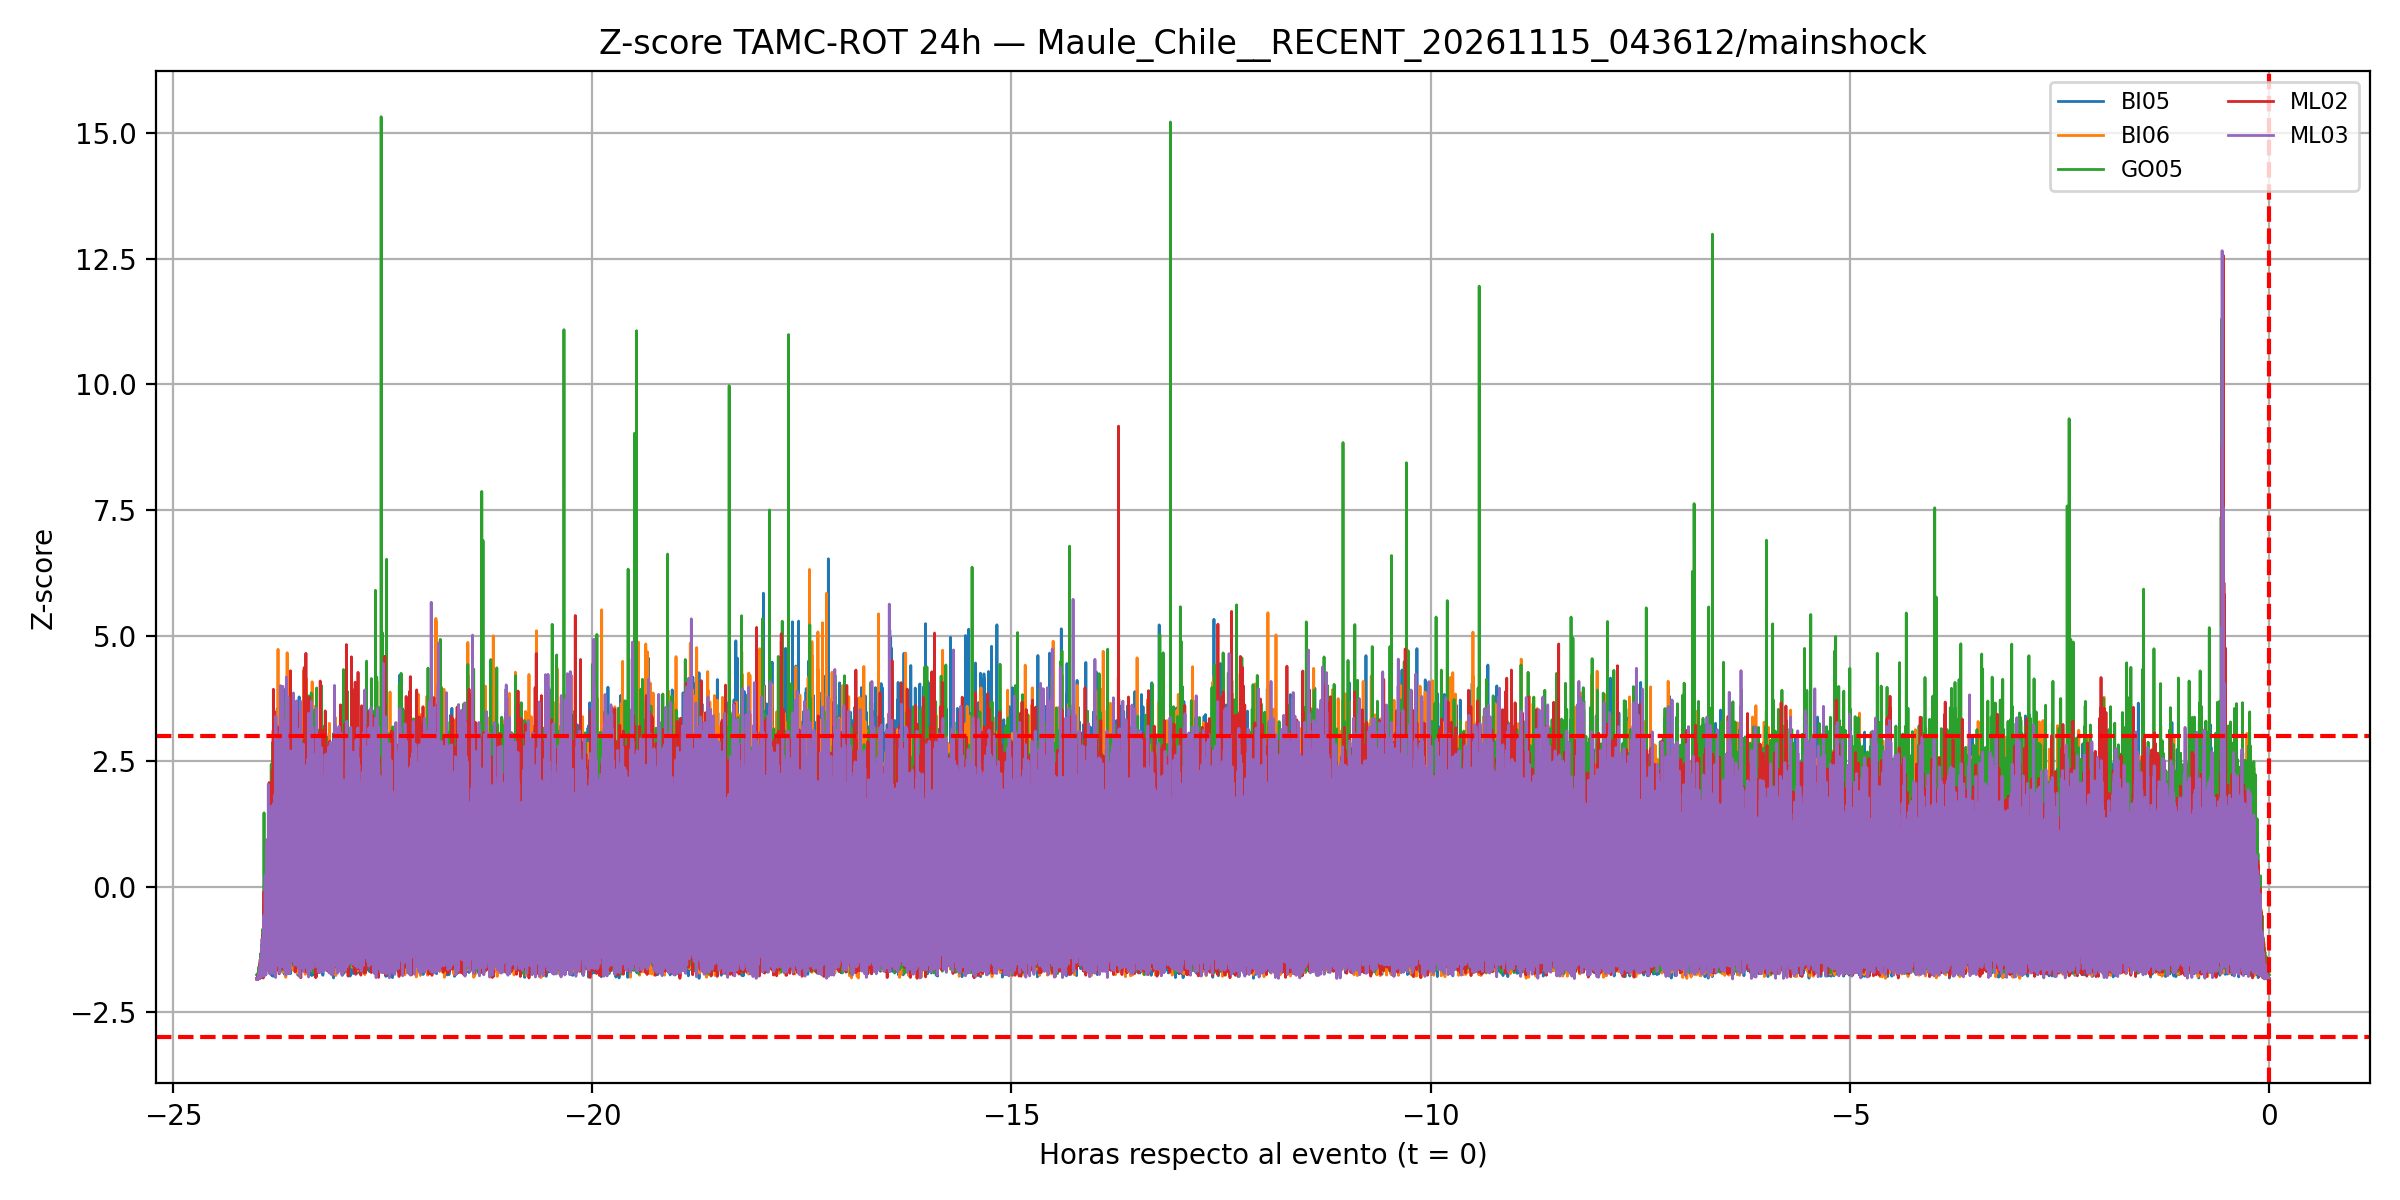 Z-score TAMC-ROT 24h — Maule_Chile__RECENT_20261115_043612/mainshock
BI05
BI06
GO05
ML02
ML03
Z-score
15.0
12.5
10.0
7.5
5.0
2.5
0.0
−2.5
−25
−20
−15
−10
−5
0
Horas respecto al evento (t = 0)